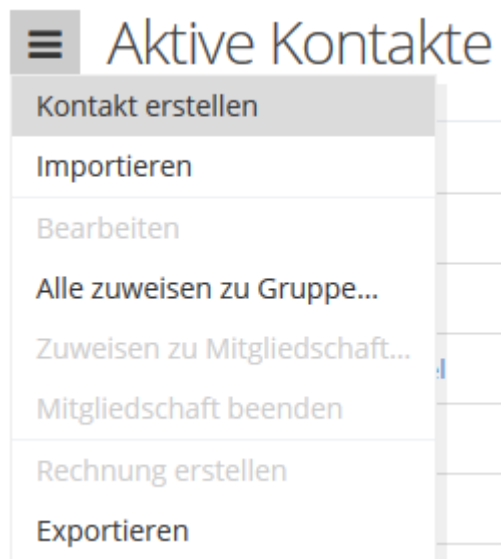 Aktive Kontakte
Kontakt erstellen
Importieren
Bearbeiten
Alle zuweisen zu Gruppe...
Zuweisen zu Mitgliedschaft...
Mitgliedschaft beenden
Rechnung erstellen
Exportieren